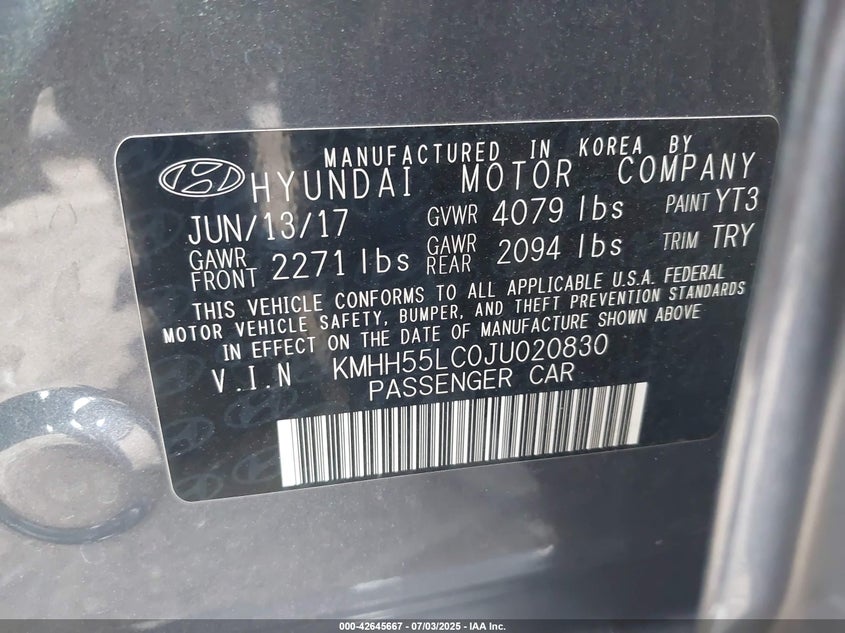 MANUFACTURED IN KOREA BY
HYUNDAI MOTOR COMPANY
JUN/13/17 GVWR 4079 lbs PAINT YT3
GAWR FRONT 2271 lbs GAWR REAR 2094 lbs TRIM TRY
THIS VEHICLE CONFORMS TO ALL APPLICABLE U.S.A. FEDERAL
MOTOR VEHICLE SAFETY, BUMPER, AND THEFT PREVENTION STANDARDS
IN EFFECT ON THE DATE OF MANUFACTURE SHOWN ABOVE
V.I.N KMHH55LC0JU020830
PASSENGER CAR
000-42645667 - 07/03/2025 - IAA Inc.